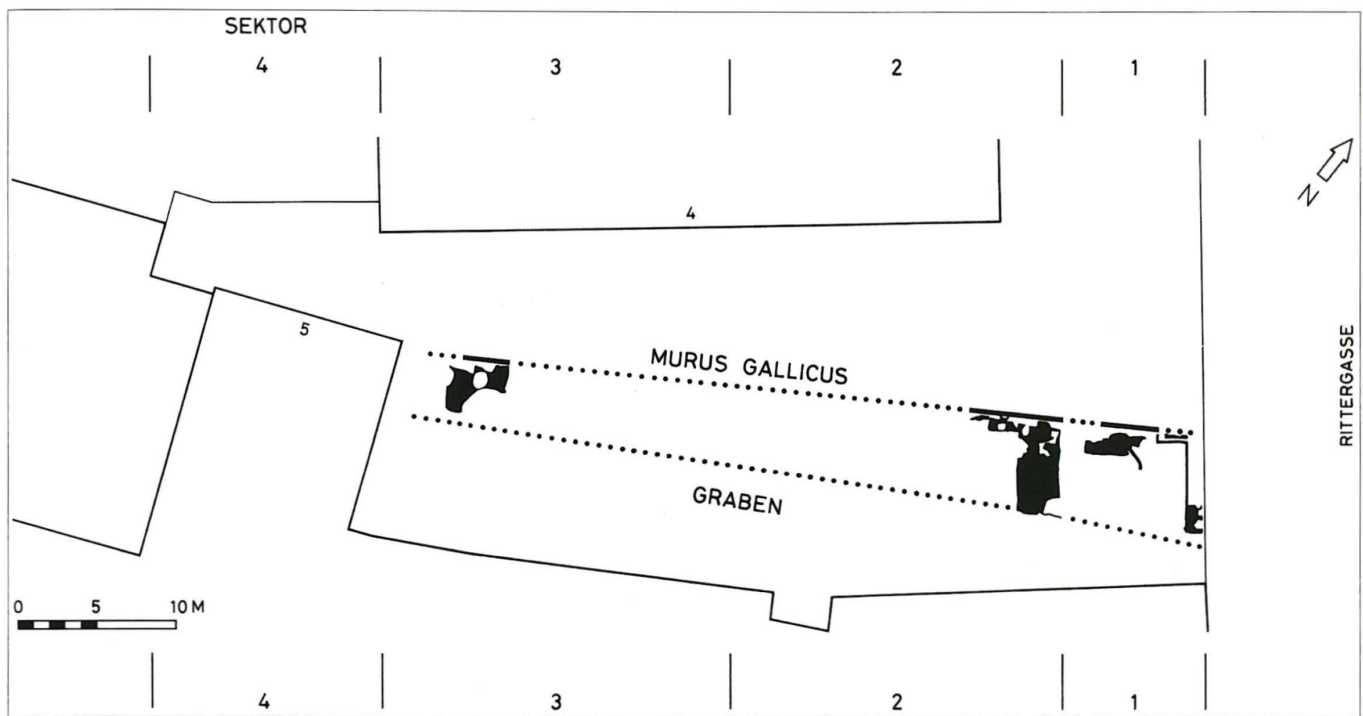 SEKTOR
4 3 2 1
4
N
RITTERGASSE
5
MURUS GALLICUS
GRABEN
0 5 10 M
4 3 2 1